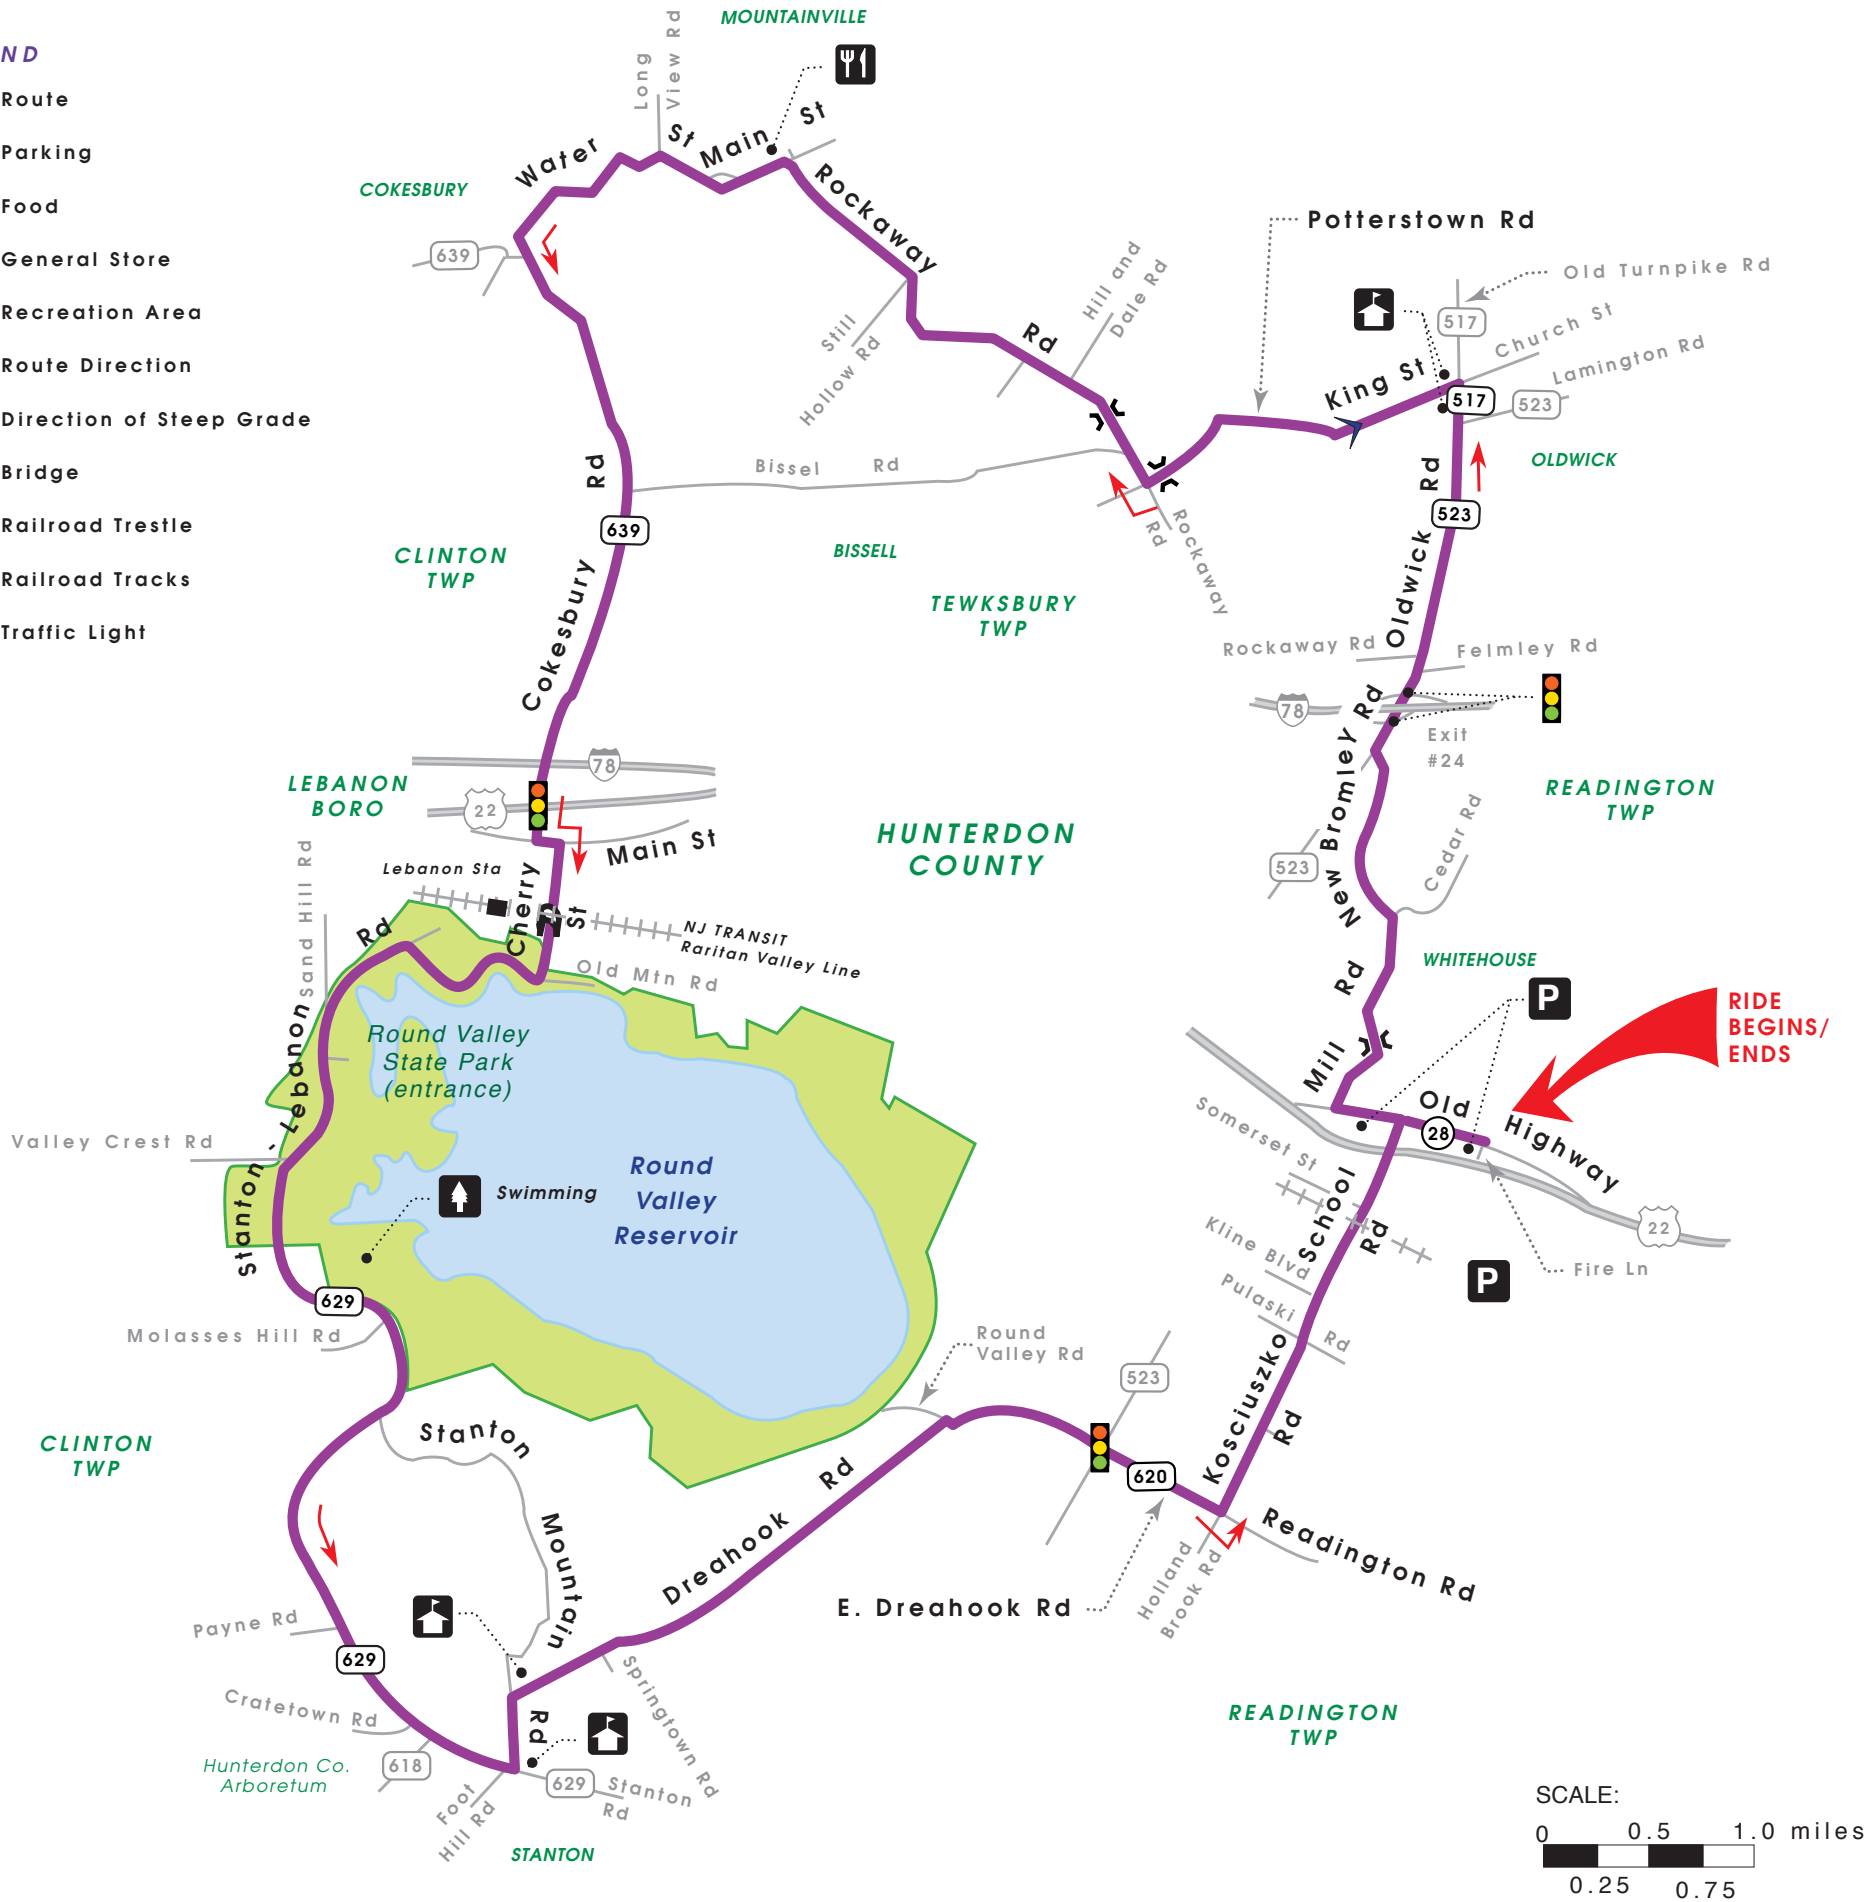 ND
Route
Parking
Food
General Store
Recreation Area
Route Direction
Direction of Steep Grade
Bridge
Railroad Trestle
Railroad Tracks
Traffic Light
MOUNTAINVILLE
Long
View Rd
Water
St
Main
St
COKESBURY
639
Rockaway
Rd
Still
Hollow Rd
Hill and
Dale Rd
Potterstown Rd
Old Turnpike Rd
517
Church St
Lamington Rd
King St
517
523
OLDWICK
Rd
523
Oldwick
Bissel Rd
Rd
639
Cokesbury
CLINTON
TWP
BISSELL
TEWKSBURY
TWP
Rockaway
Rd
Rockaway Rd
Felmley Rd
78
Exit
#24
New Bromley Rd
READINGTON
TWP
523
Cedar Rd
78
22
LEBANON
BORO
Main St
HUNTERDON
COUNTY
Lebanon Sta
Cherry
St
NJ TRANSIT
Raritan Valley Line
Old Mtn Rd
Sand Hill Rd
Rd
Stanton - Lebanon
Round Valley
State Park
(entrance)
Valley Crest Rd
Swimming
Round
Valley
Reservoir
629
Molasses Hill Rd
WHITEHOUSE
P
RIDE
BEGINS/
ENDS
Mill
Rd
Old
Highway
28
Somerset St
School
Rd
Kline Blvd
Pulaski
Rd
22
Fire Ln
P
Kosciuszko
Rd
Round
Valley Rd
523
620
CLINTON
TWP
Stanton
Mountain
Rd
Dreahook
Rd
E. Dreahook Rd
Readington Rd
Holland
Brook Rd
Payne Rd
629
Cratetown Rd
Springtown Rd
Hunterdon Co.
Arboretum
618
629
Stanton
Rd
Foot
Hill Rd
STANTON
READINGTON
TWP
SCALE:
0
0.5
1.0 miles
0.25
0.75